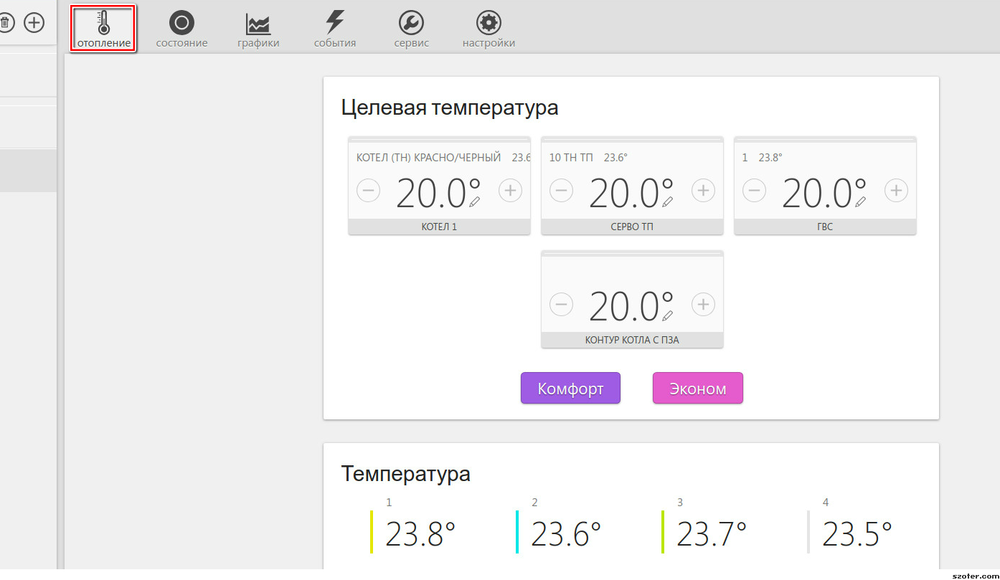 отопление состояние графики события сервис настройки
Целевая температура
КОТЕЛ (ТН) КРАСНО/ЧЕРНЫЙ 23.6 10 ТН ТП 23.6° 1 23.8°
20.0° 20.0° 20.0°
КОТЕЛ 1 СЕРВО ТП ГВС
20.0°
КОНТУР КОТЛА С ПЗА
Комфорт Эконом
Температура
1 2 3 4
23.8° 23.6° 23.7° 23.5°
szoter.com